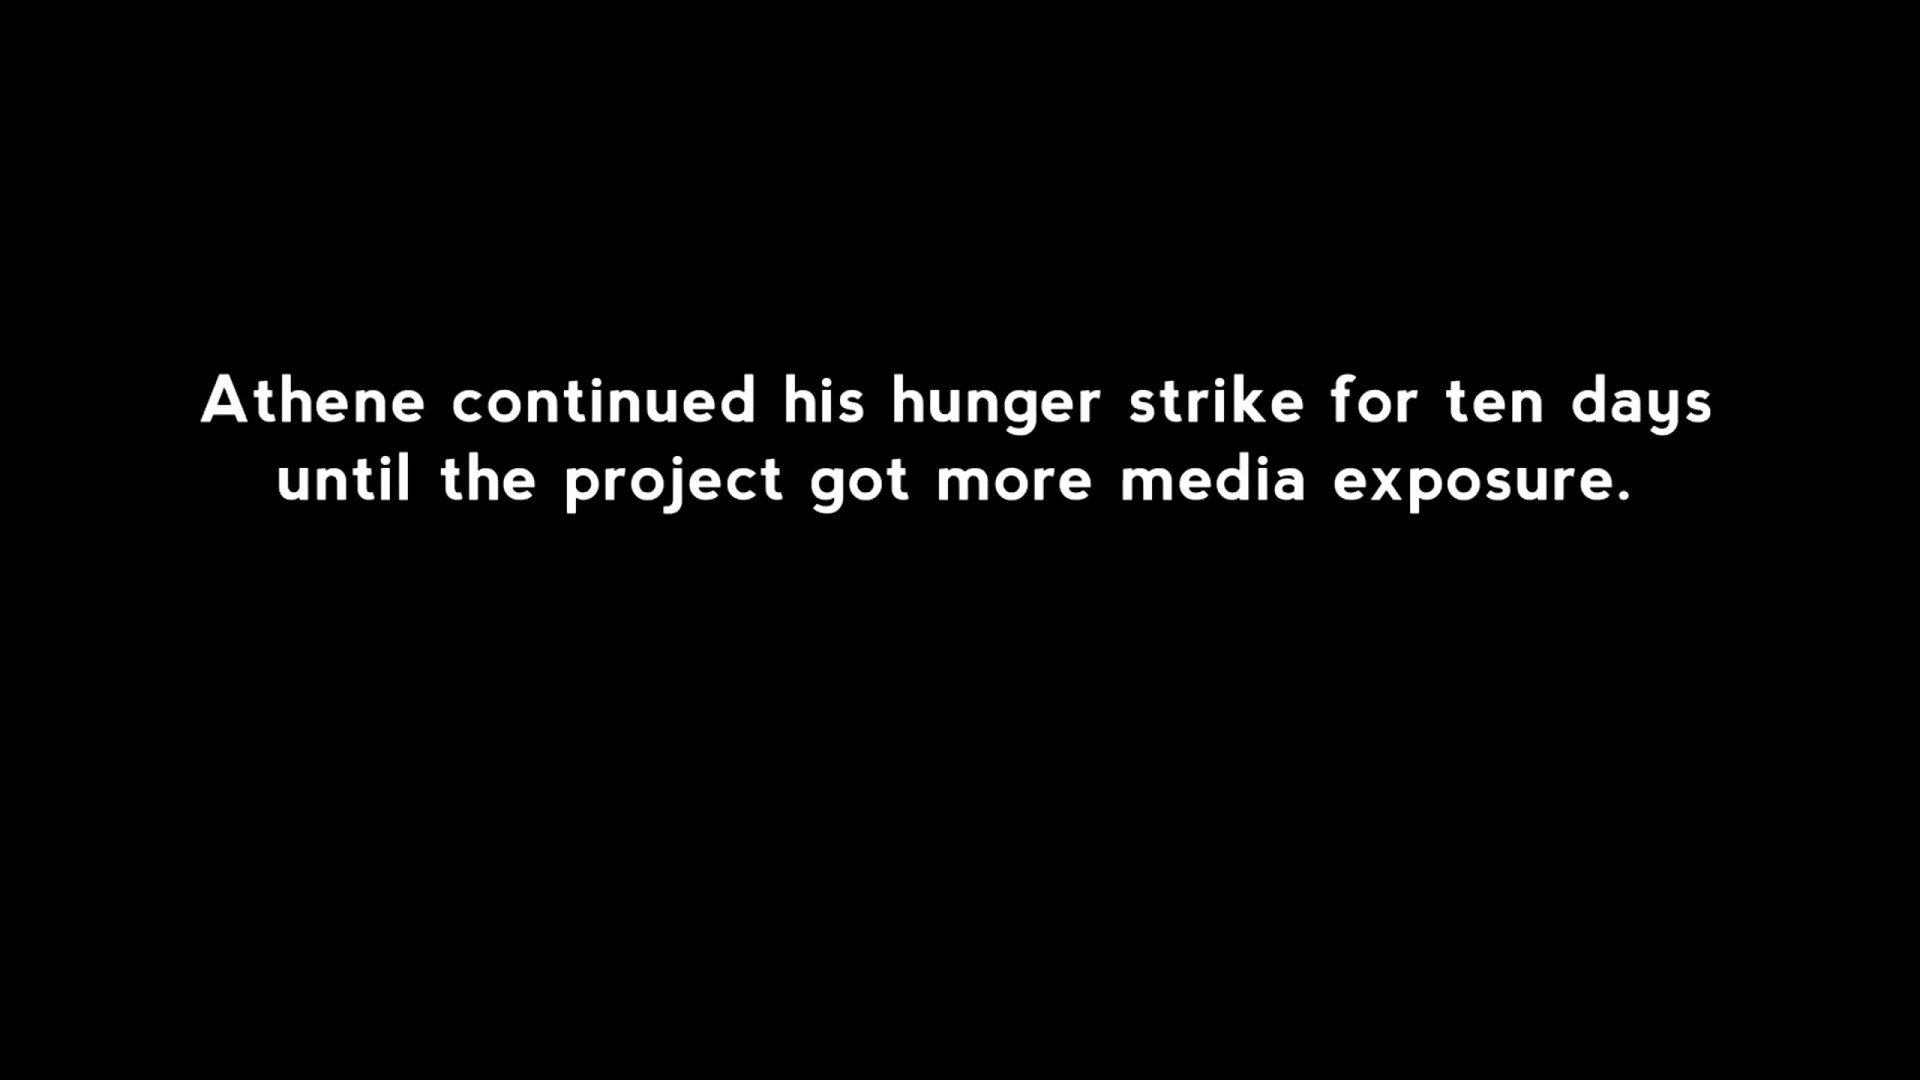 Athene continued his hunger strike for ten days
until the project got more media exposure.